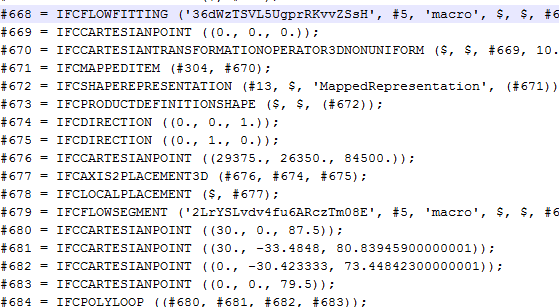 #668 = IFCFLOWFITTING ('36dWzTSVL5UgprRKvvZSsH', #5, 'macro', $, $, #6
#669 = IFCCARTESIANPOINT ((0., 0., 0.));
#670 = IFCCARTESIANTRANSFORMATIONOPERATOR3DNONUNIFORM ($, $, #669, 10.
#671 = IFCMAPPEDITEM (#304, #670);
#672 = IFCSHAPEREPRESENTATION (#13, $, 'MappedRepresentation', (#671))
#673 = IFCPRODUCTDEFINITIONSHAPE ($, $, (#672));
#674 = IFCDIRECTION ((0., 0., 1.));
#675 = IFCDIRECTION ((0., 1., 0.));
#676 = IFCCARTESIANPOINT ((29375., 26350., 84500.));
#677 = IFCAXIS2PLACEMENT3D (#676, #674, #675);
#678 = IFCLOCALPLACEMENT ($, #677);
#679 = IFCFLOWSEGMENT ('2LrYSLvdv4fu6ARczTm08E', #5, 'macro', $, $, #6
#680 = IFCCARTESIANPOINT ((30., 0., 87.5));
#681 = IFCCARTESIANPOINT ((30., -33.4848, 80.83945900000001));
#682 = IFCCARTESIANPOINT ((0., -30.423333, 73.44842300000001));
#683 = IFCCARTESIANPOINT ((0., 0., 79.5));
#684 = IFCPOLYLOOP ((#680, #681, #682, #683));